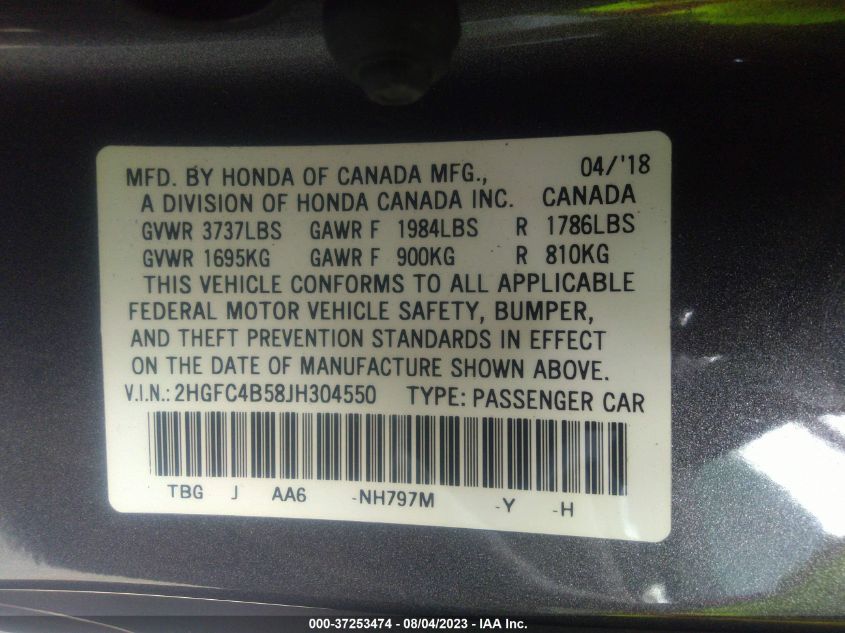 MFD. BY HONDA OF CANADA MFG., 04/'18
A DIVISION OF HONDA CANADA INC. CANADA
GVWR 3737LBS GAWR F 1984LBS R 1786LBS
GVWR 1695KG GAWR F 900KG R 810KG
THIS VEHICLE CONFORMS TO ALL APPLICABLE
FEDERAL MOTOR VEHICLE SAFETY, BUMPER,
AND THEFT PREVENTION STANDARDS IN EFFECT
ON THE DATE OF MANUFACTURE SHOWN ABOVE.
V.I.N.: 2HGFC4B58JH304550 TYPE: PASSENGER CAR
TBG J AA6 -NH797M -Y -H
000-37253474 - 08/04/2023 - IAA Inc.